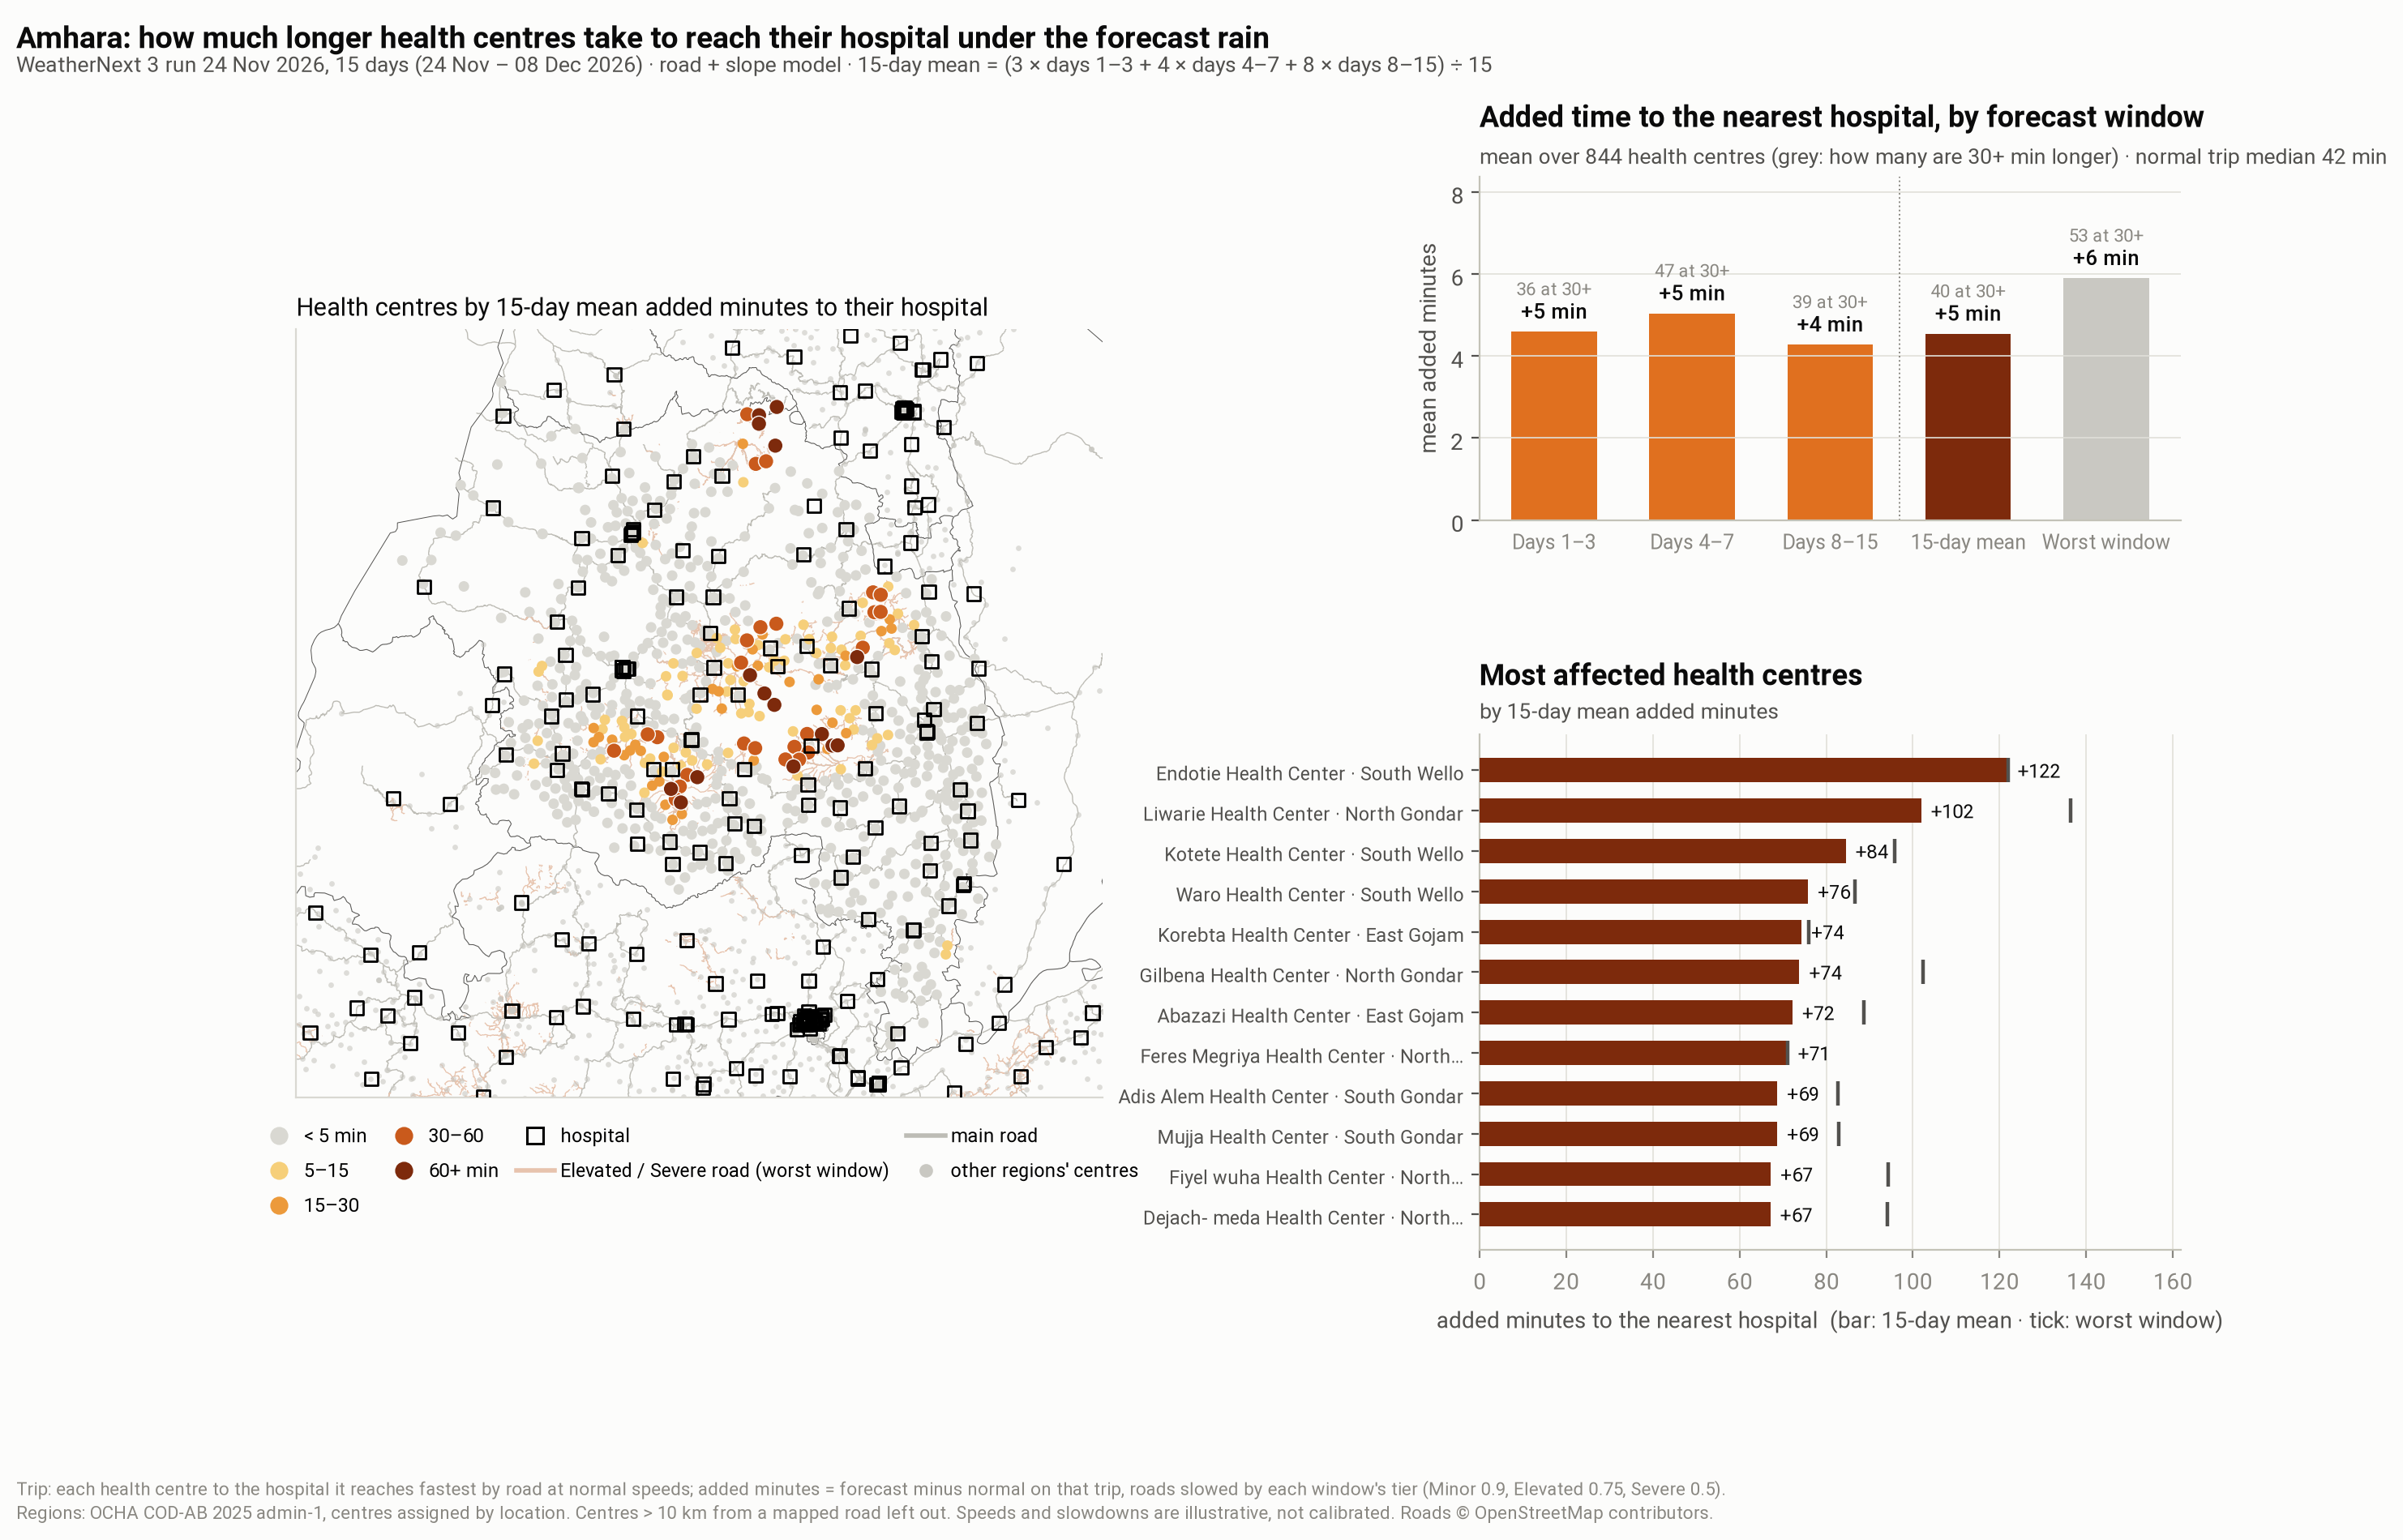 Amhara: how much longer health centres take to reach their hospital under the forecast rain
WeatherNext 3 run 24 Nov 2026, 15 days (24 Nov – 08 Dec 2026) · road + slope model · 15-day mean = (3 × days 1–3 + 4 × days 4–7 + 8 × days 8–15) ÷ 15
Health centres by 15-day mean added minutes to their hospital
< 5 min
5–15
15–30
30–60
60+ min
hospital
Elevated / Severe road (worst window)
main road
other regions' centres
Added time to the nearest hospital, by forecast window
mean over 844 health centres (grey: how many are 30+ min longer) · normal trip median 42 min
mean added minutes
8
6
4
2
0
36 at 30+
+5 min
47 at 30+
+5 min
39 at 30+
+4 min
40 at 30+
+5 min
53 at 30+
+6 min
Days 1–3
Days 4–7
Days 8–15
15-day mean
Worst window
Most affected health centres
by 15-day mean added minutes
Endotie Health Center · South Wello +122
Liwarie Health Center · North Gondar +102
Kotete Health Center · South Wello +84
Waro Health Center · South Wello +76
Korebta Health Center · East Gojam +74
Gilbena Health Center · North Gondar +74
Abazazi Health Center · East Gojam +72
Feres Megriya Health Center · North… +71
Adis Alem Health Center · South Gondar +69
Mujja Health Center · South Gondar +69
Fiyel wuha Health Center · North… +67
Dejach- meda Health Center · North… +67
0 20 40 60 80 100 120 140 160
added minutes to the nearest hospital (bar: 15-day mean · tick: worst window)
Trip: each health centre to the hospital it reaches fastest by road at normal speeds; added minutes = forecast minus normal on that trip, roads slowed by each window's tier (Minor 0.9, Elevated 0.75, Severe 0.5).
Regions: OCHA COD-AB 2025 admin-1, centres assigned by location. Centres > 10 km from a mapped road left out. Speeds and slowdowns are illustrative, not calibrated. Roads © OpenStreetMap contributors.